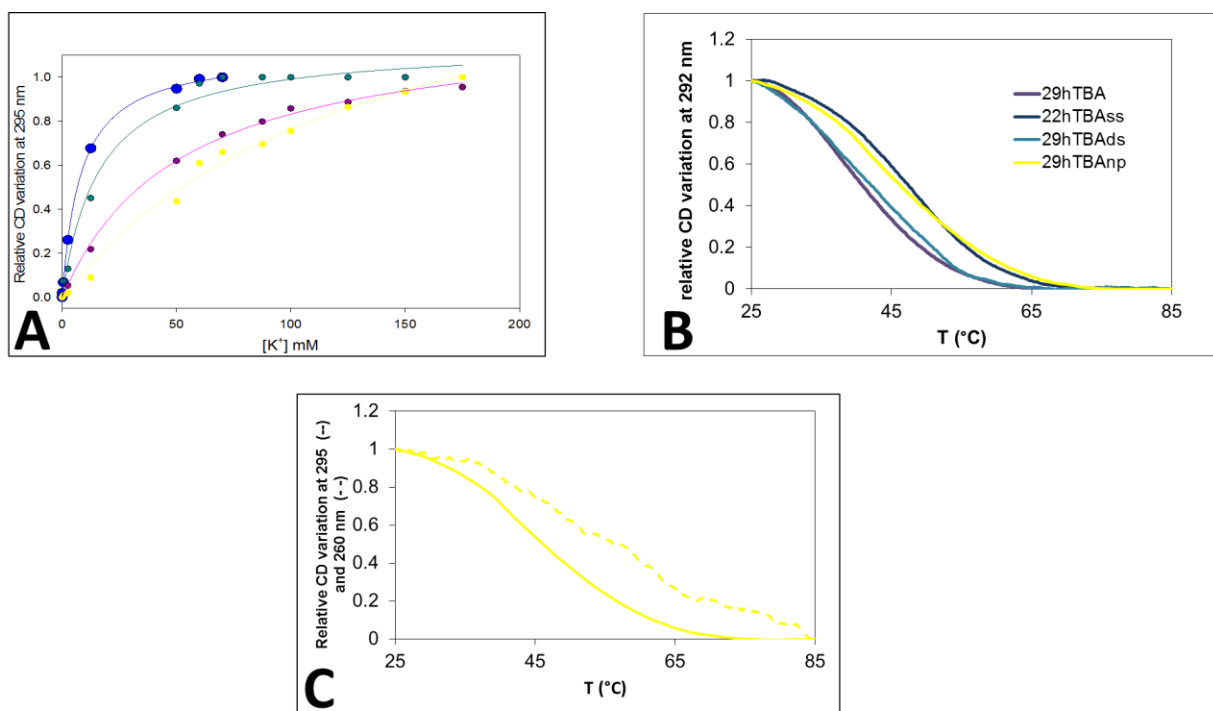 Relative CD variation at 295 nm
1.0
0.8
0.6
0.4
0.2
0.0
0 50 100 150 200
[K⁺] mM
A
relative CD variation at 292 nm
1.2
1
0.8
0.6
0.4
0.2
0
29hTBA
22hTBAss
29hTBAds
29hTBAnp
25 45 65 85
T (°C)
B
Relative CD variation at 295 (--)
and 260 nm (- -)
1.2
1
0.8
0.6
0.4
0.2
0
25 45 65 85
T (°C)
C